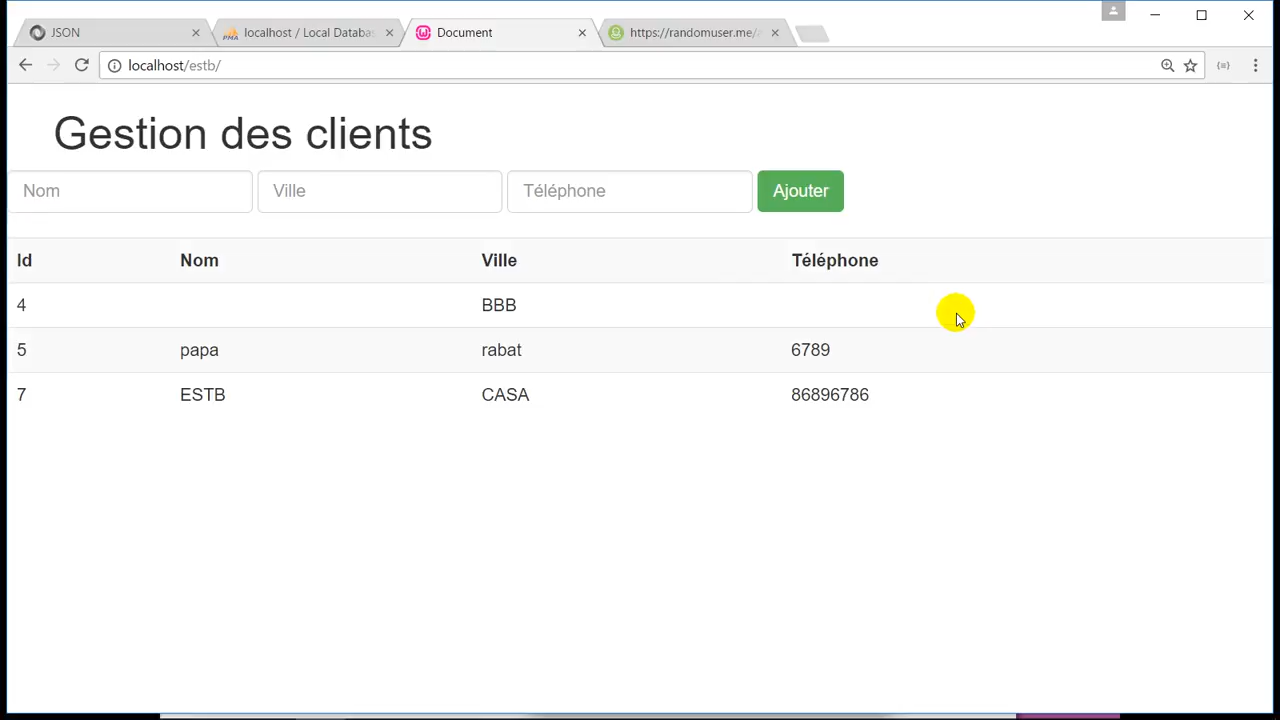 JSON
localhost / Local Databa
Document
https://randomuser.me/a
localhost/estb/
Gestion des clients
Nom Ville Téléphone Ajouter
Id Nom Ville Téléphone
4 BBB
5 papa rabat 6789
7 ESTB CASA 86896786